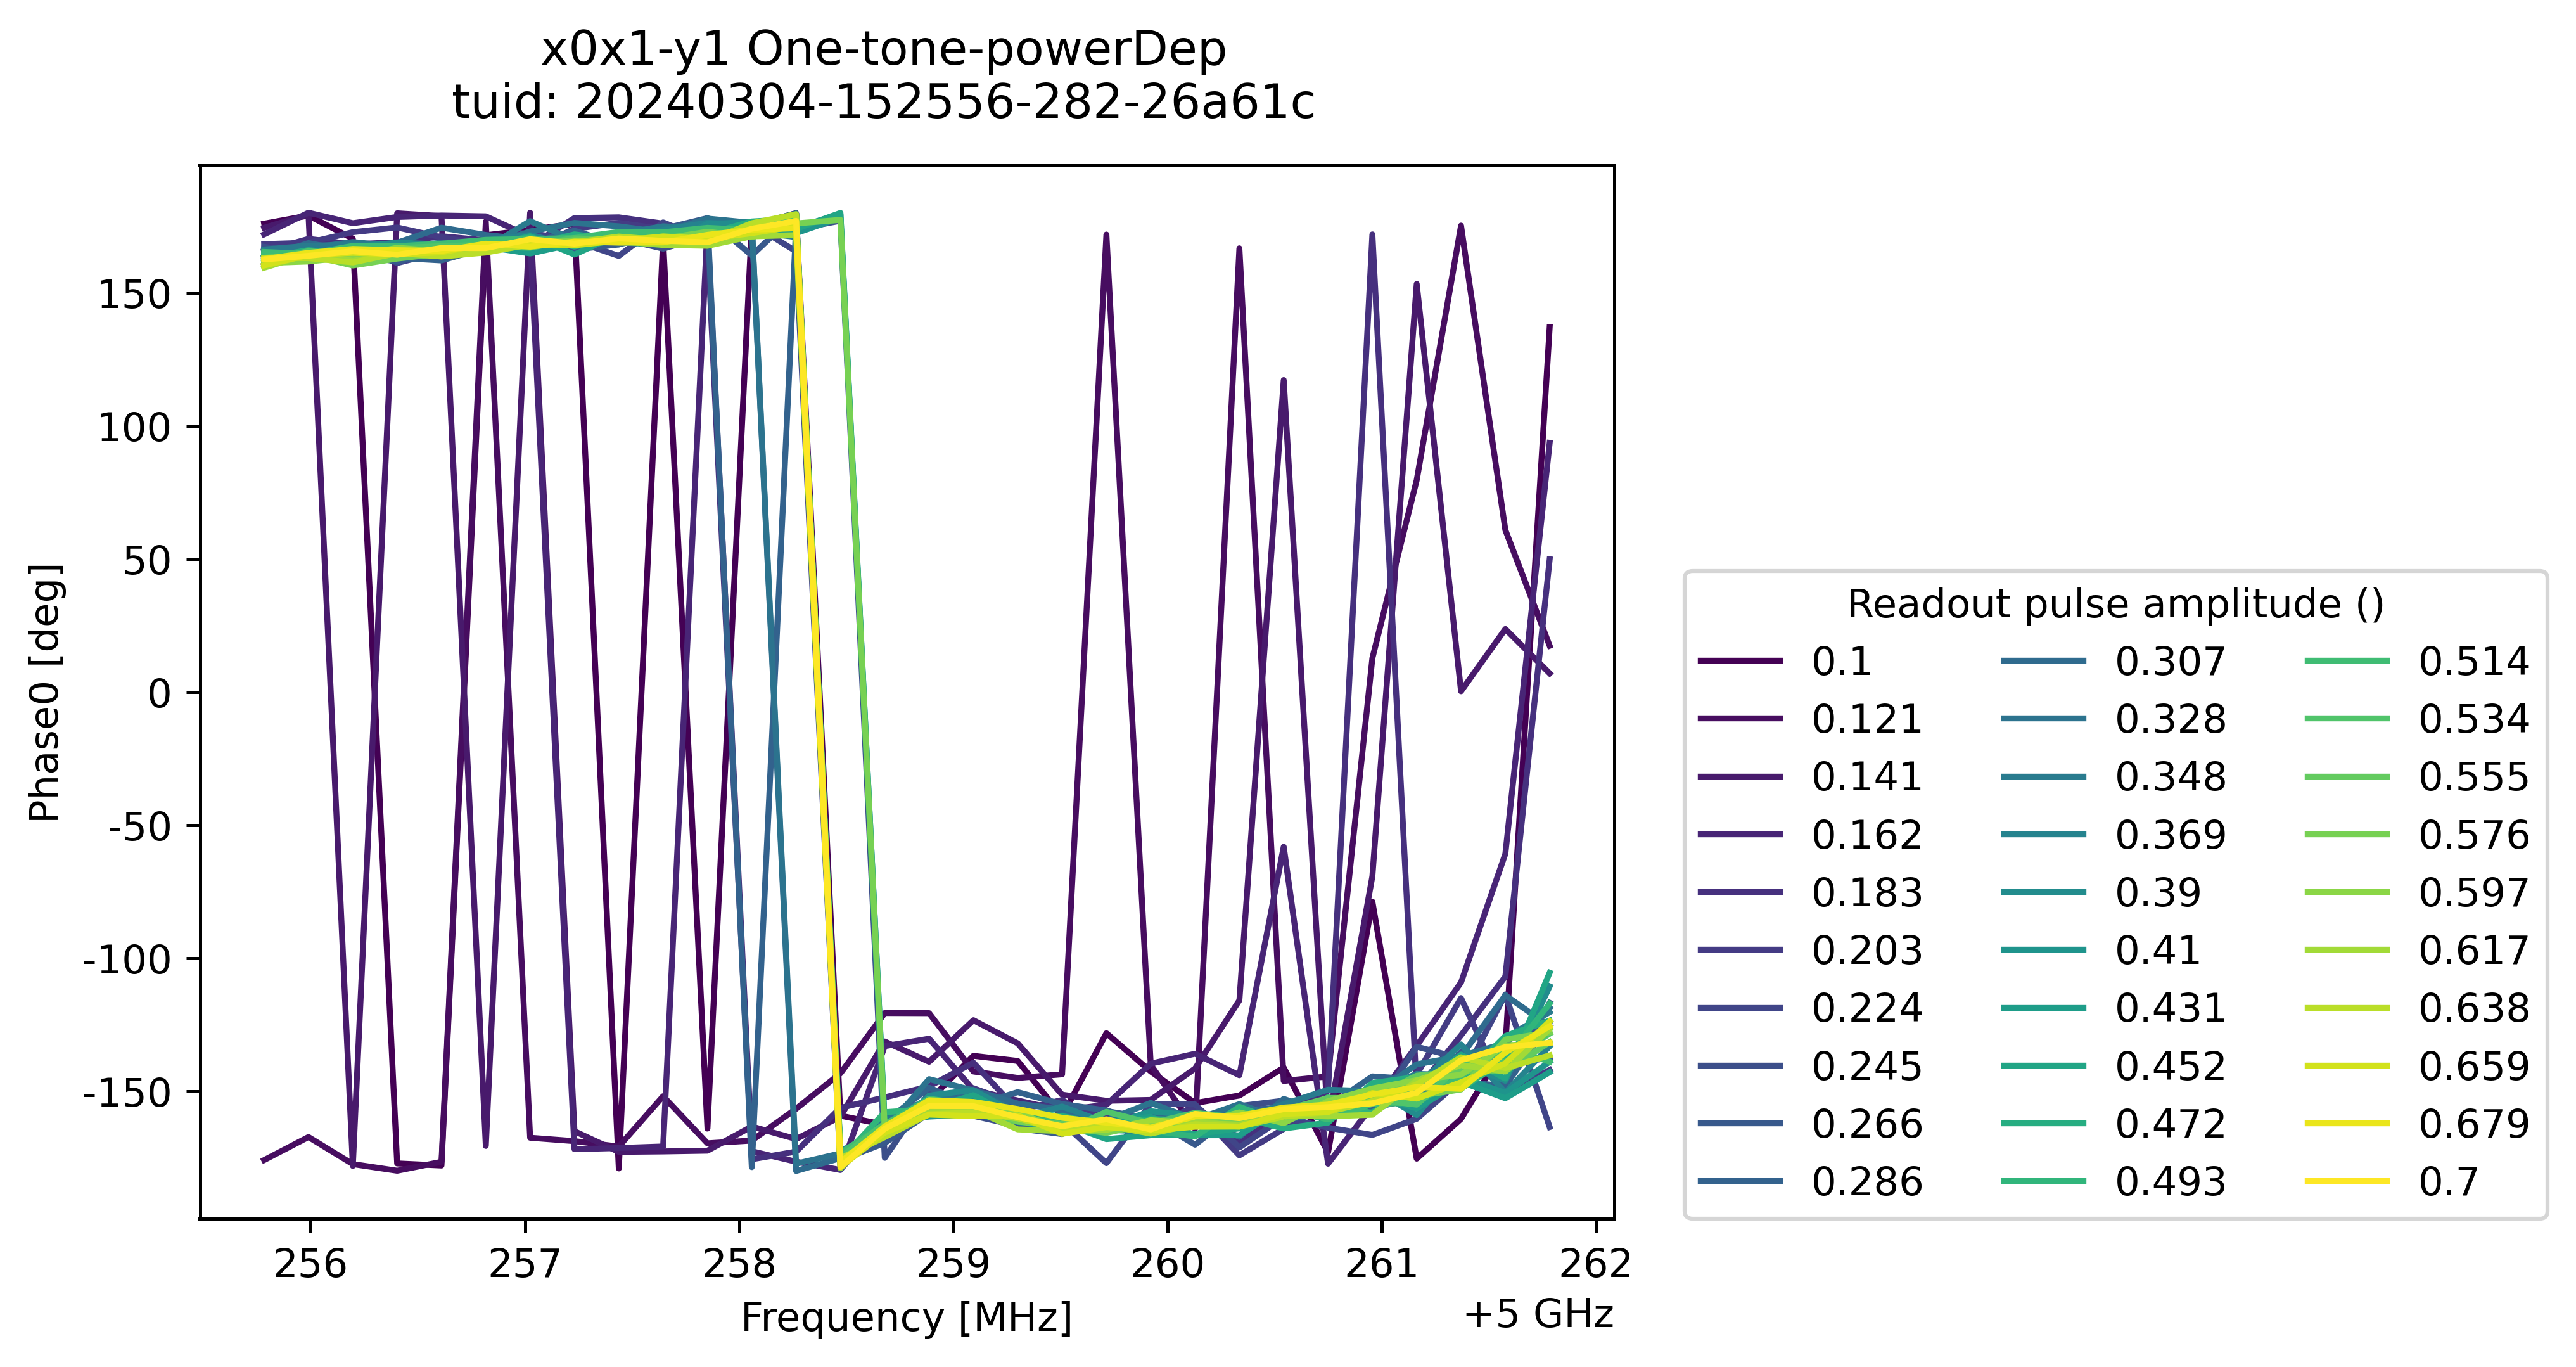 x0x1-y1 One-tone-powerDep
tuid: 20240304-152556-282-26a61c
Phase0 [deg]
150
100
50
0
-50
-100
-150
256 257 258 259 260 261 262
Frequency [MHz]
+5 GHz
Readout pulse amplitude ()
0.1 0.307 0.514
0.121 0.328 0.534
0.141 0.348 0.555
0.162 0.369 0.576
0.183 0.39 0.597
0.203 0.41 0.617
0.224 0.431 0.638
0.245 0.452 0.659
0.266 0.472 0.679
0.286 0.493 0.7